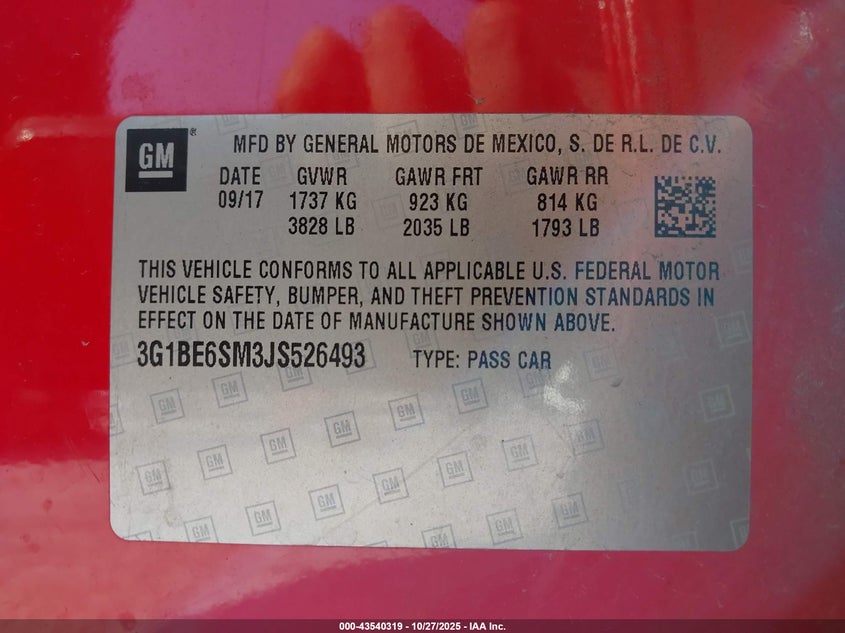 GM ®
MFD BY GENERAL MOTORS DE MEXICO, S. DE R.L. DE C.V.
DATE GVWR GAWR FRT GAWR RR
09/17 1737 KG 923 KG 814 KG
3828 LB 2035 LB 1793 LB
THIS VEHICLE CONFORMS TO ALL APPLICABLE U.S. FEDERAL MOTOR
VEHICLE SAFETY, BUMPER, AND THEFT PREVENTION STANDARDS IN
EFFECT ON THE DATE OF MANUFACTURE SHOWN ABOVE.
3G1BE6SM3JS526493 TYPE: PASS CAR
000-43540319 - 10/27/2025 - IAA Inc.